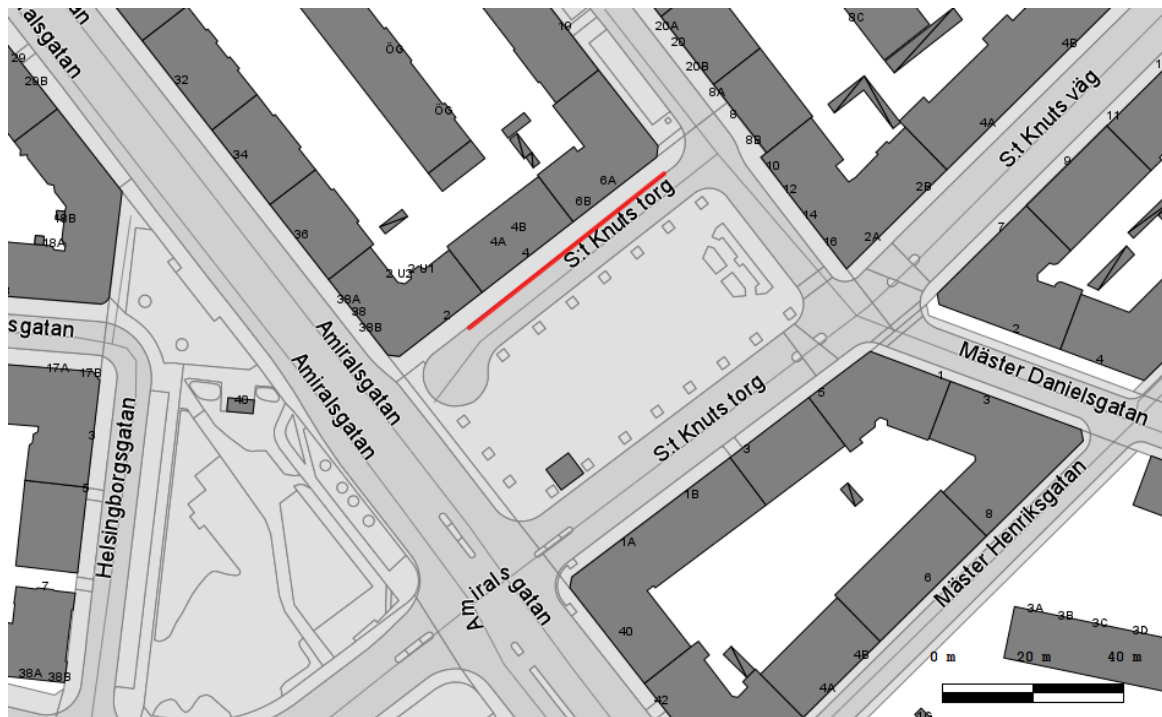 Amiralsgatan
29
29B
32
34
36
ÖG
ÖG
19
20A
20
20B
8A
8
8B
10
12
14
16
8C
4B
4A
2B
2A
S:t Knuts väg
11
9
7
6A
6B
4B
4A
4
2 U1
2 U2
2
38A
38
38B
S:t Knuts torg
48B
48A
sgatan
17A
17B
3
5
7
38A
38B
Helsingborgsgatan
40
Amiralsgatan
Amiralsgatan
Amiralsgatan
S:t Knuts torg
5
3
1B
1A
1
3
2
4
Mäster Danielsgatan
Mäster Henriksgatan
8
6
4B
4A
40
42
3A
3B
3C
3D
0 m
20 m
40 m